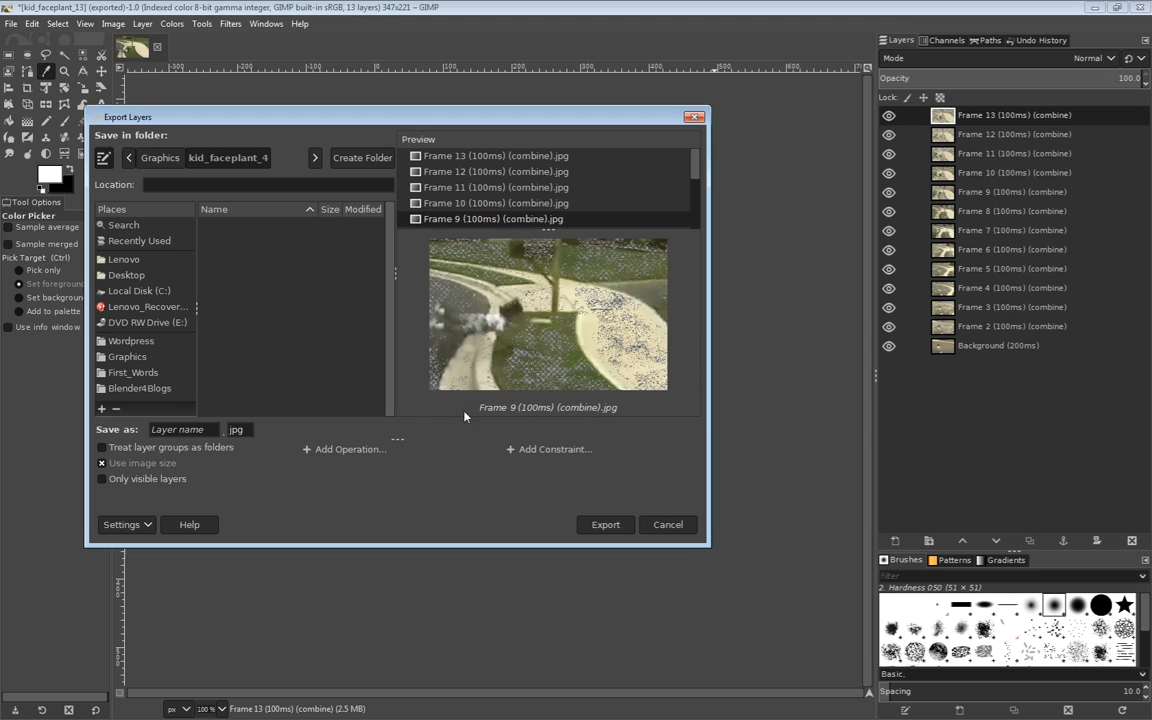 *[kid_faceplant_13] (exported)-1.0 (Indexed color 8-bit gamma integer, GIMP built-in sRGB, 13 layers) 347x221 – GIMP
File Edit Select View Image Layer Colors Tools Filters Windows Help
Tool Options
Color Picker
Sample average
Sample merged
Pick Target (Ctrl)
Pick only
Set foreground
Set backgroun
Add to palette
Use info window
Export Layers
Save in folder:
Graphics kid_faceplant_4 Create Folder
Location:
Places
Search
Recently Used
Lenovo
Desktop
Local Disk (C:)
Lenovo_Recover...
DVD RW Drive (E:)
Wordpress
Graphics
First_Words
Blender4Blogs
Name Size Modified
Preview
Frame 13 (100ms) (combine).jpg
Frame 12 (100ms) (combine).jpg
Frame 11 (100ms) (combine).jpg
Frame 10 (100ms) (combine).jpg
Frame 9 (100ms) (combine).jpg
Frame 9 (100ms) (combine).jpg
Save as: Layer name . jpg
Treat layer groups as folders
Use image size
Only visible layers
Add Operation...
Add Constraint...
Settings Help Export Cancel
px 100 % Frame 13 (100ms) (combine) (2.5 MB)
Layers Channels Paths Undo History
Mode Normal
Opacity 100.0
Lock:
Frame 13 (100ms) (combine)
Frame 12 (100ms) (combine)
Frame 11 (100ms) (combine)
Frame 10 (100ms) (combine)
Frame 9 (100ms) (combine)
Frame 8 (100ms) (combine)
Frame 7 (100ms) (combine)
Frame 6 (100ms) (combine)
Frame 5 (100ms) (combine)
Frame 4 (100ms) (combine)
Frame 3 (100ms) (combine)
Frame 2 (100ms) (combine)
Background (200ms)
Brushes Patterns Gradients
filter
2. Hardness 050 (51 × 51)
Basic,
Spacing 10.0